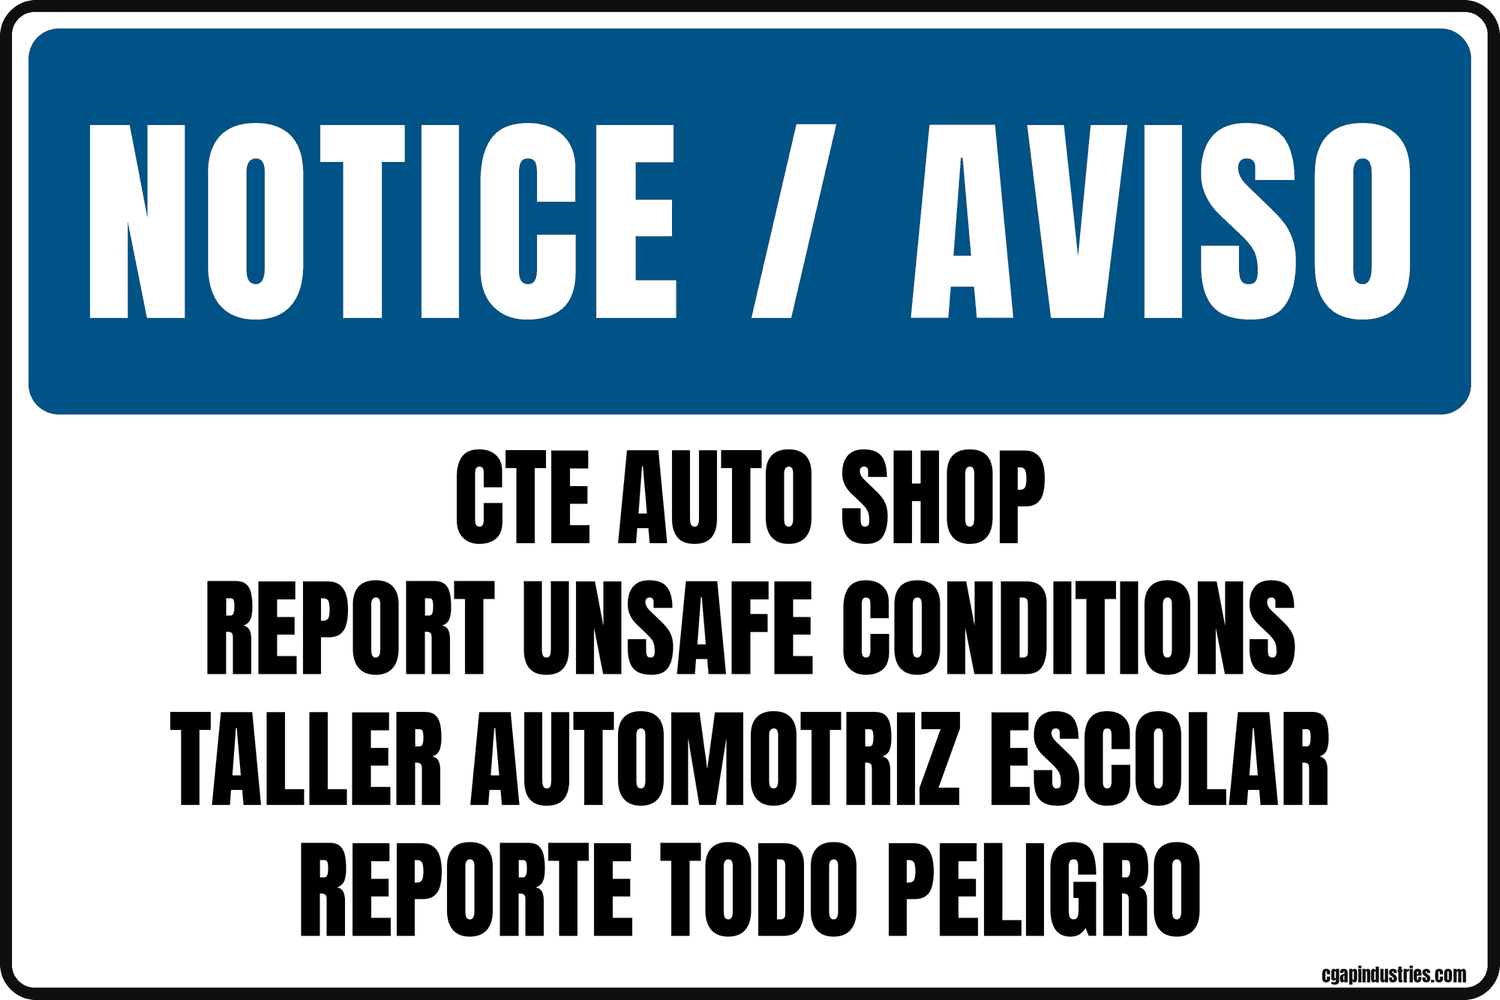 NOTICE / AVISO
CTE AUTO SHOP
REPORT UNSAFE CONDITIONS
TALLER AUTOMOTRIZ ESCOLAR
REPORTE TODO PELIGRO
cgapindustries.com